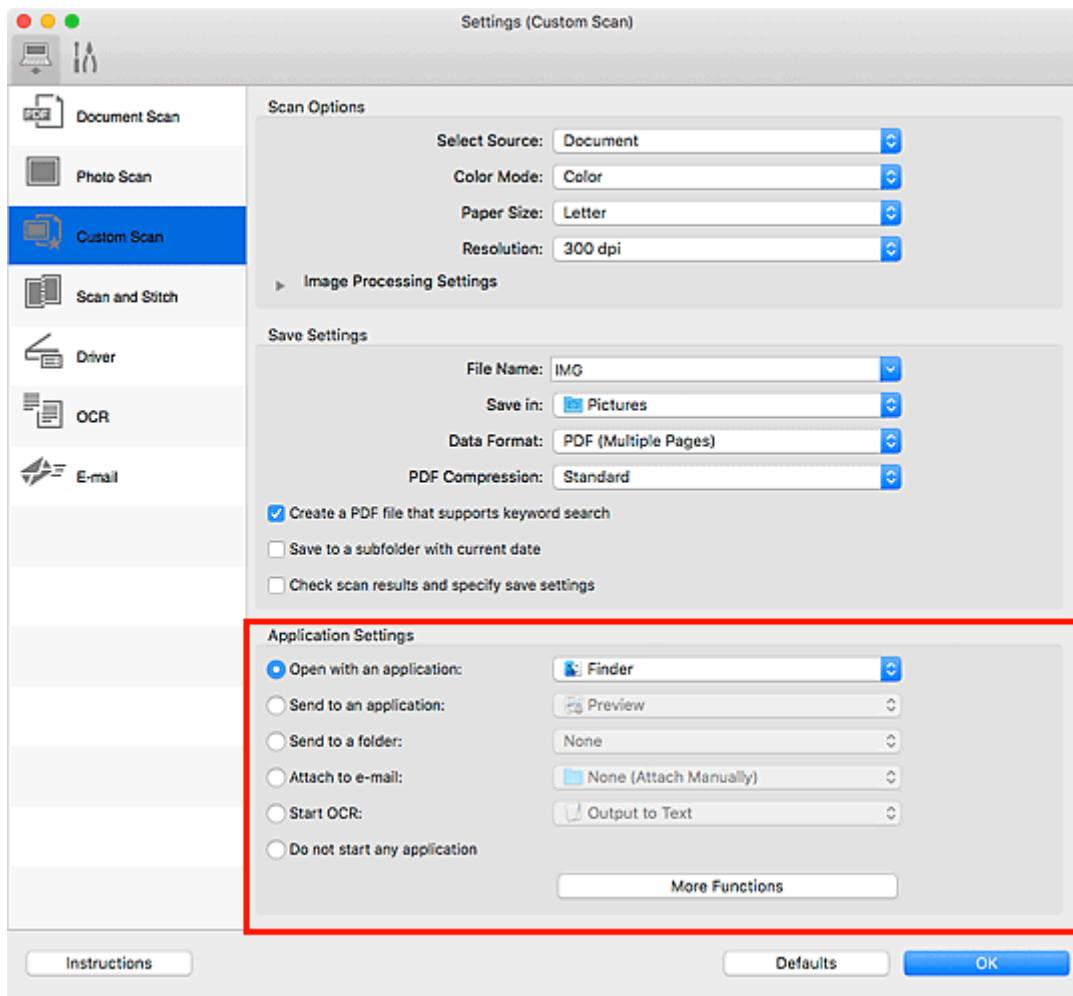 Settings (Custom Scan)
Document Scan
Photo Scan
Custom Scan
Scan and Stitch
Driver
OCR
E-mail
Scan Options
Select Source: Document
Color Mode: Color
Paper Size: Letter
Resolution: 300 dpi
Image Processing Settings
Save Settings
File Name: IMG
Save in: Pictures
Data Format: PDF (Multiple Pages)
PDF Compression: Standard
Create a PDF file that supports keyword search
Save to a subfolder with current date
Check scan results and specify save settings
Application Settings
Open with an application: Finder
Send to an application: Preview
Send to a folder: None
Attach to e-mail: None (Attach Manually)
Start OCR: Output to Text
Do not start any application
More Functions
Instructions Defaults OK